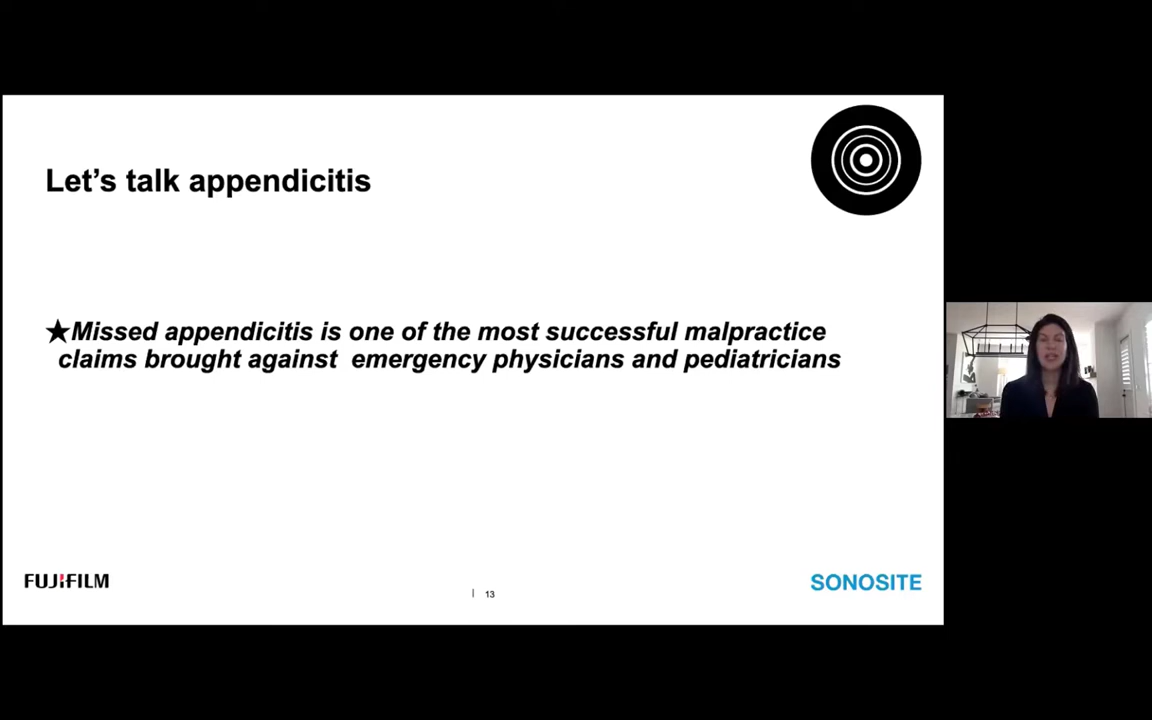 Let's talk appendicitis
★Missed appendicitis is one of the most successful malpractice
claims brought against  emergency physicians and pediatricians
FUJIFILM
| 13
SONOSITE